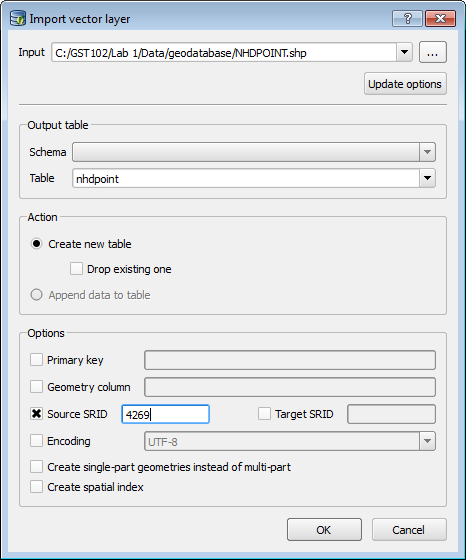 Import vector layer
Input C:/GST102/Lab 1/Data/geodatabase/NHDPOINT.shp ...
Update options
Output table
Schema
Table nhdpoint
Action
Create new table
Drop existing one
Append data to table
Options
Primary key
Geometry column
Source SRID 4269 Target SRID
Encoding UTF-8
Create single-part geometries instead of multi-part
Create spatial index
OK Cancel